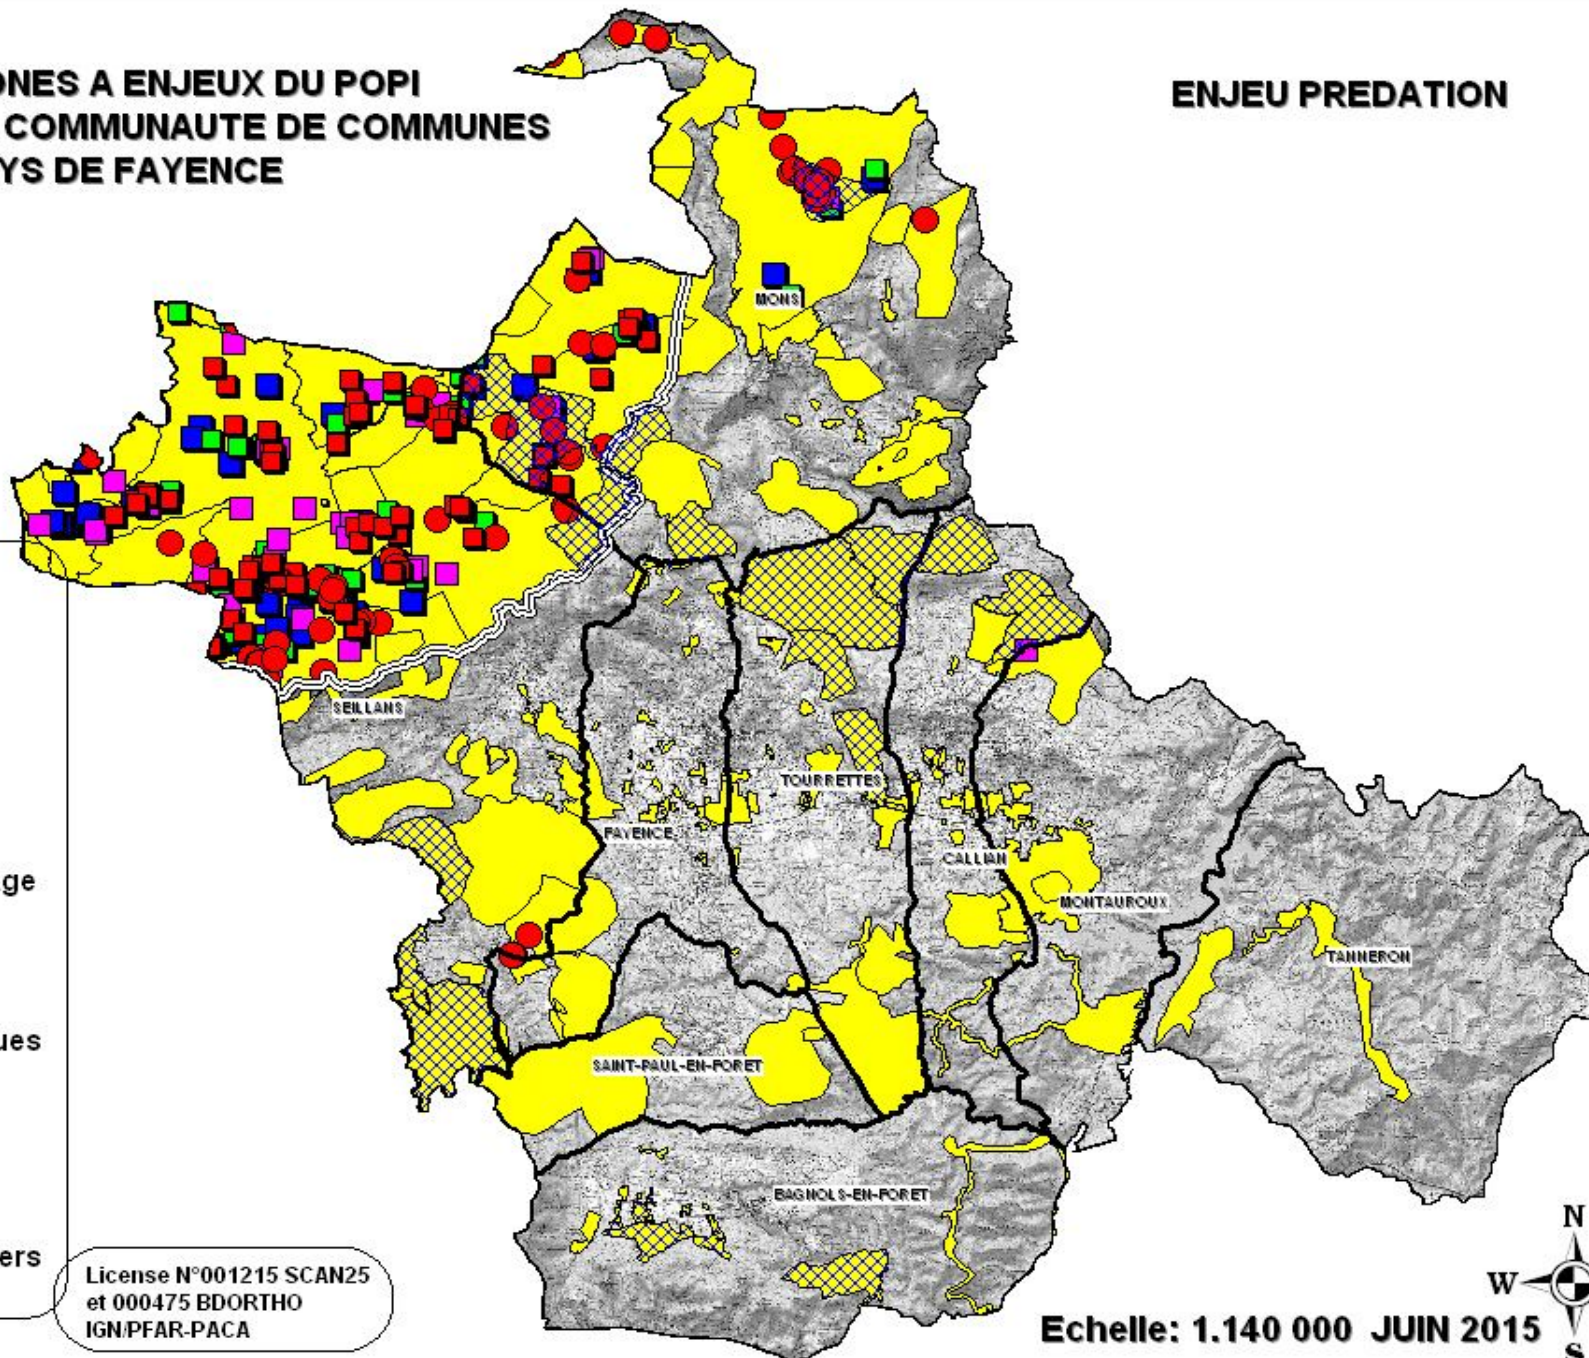 ONES A ENJEUX DU POPI
COMMUNAUTE DE COMMUNES
YS DE FAYENCE
ENJEU PREDATION
MONS
SEILLANS
TOURRETTES
FAYENCE
CALLIAN
MONTAUROUX
TANNERON
SAINT-PAUL-EN-FORET
BAGNOLS-EN-FORET
ge
ues
ers
License N°001215 SCAN25
et 000475 BDORTHO
IGN/PFAR-PACA
N
W
S
Echelle: 1.140 000 JUIN 2015